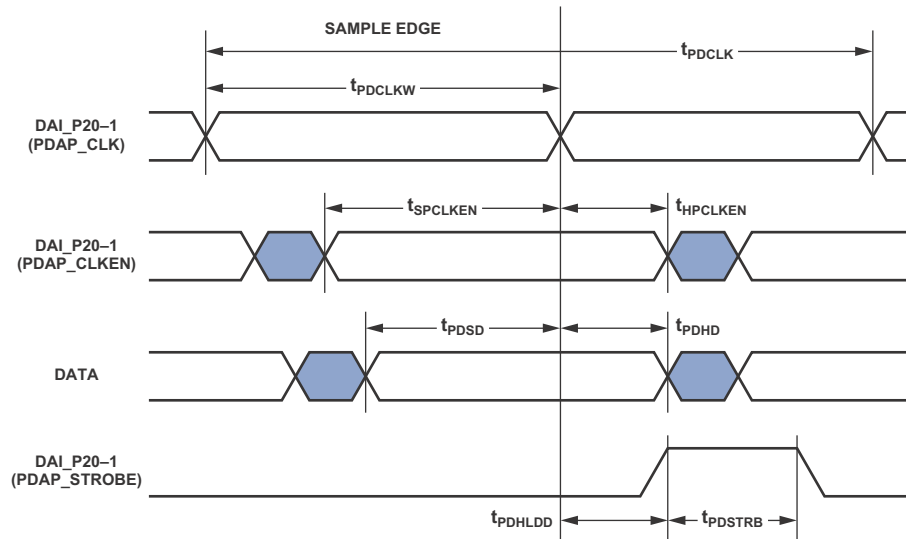 SAMPLE EDGE
tPDCLK
tPDCLKW
DAI_P20–1
(PDAP_CLK)
tSPCLKEN
tHPCLKEN
DAI_P20–1
(PDAP_CLKEN)
tPDSD
tPDHD
DATA
DAI_P20–1
(PDAP_STROBE)
tPDHLDD
tPDSTRB